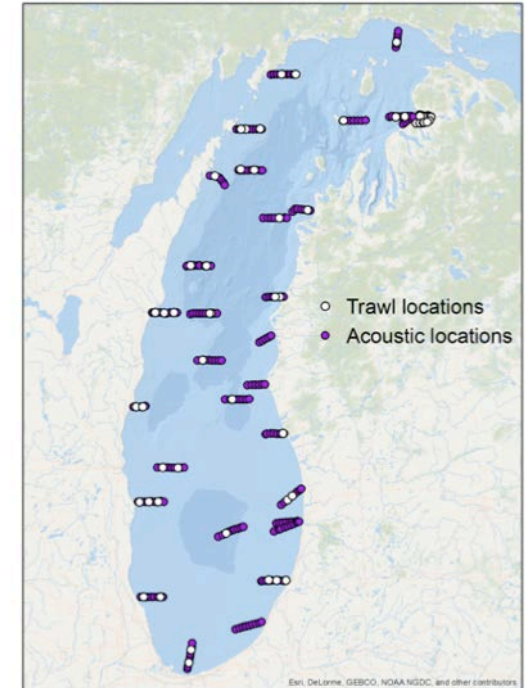 Trawl locations
Acoustic locations
Esri, DeLorme, GEBCO, NOAA NGDC, and other contributors